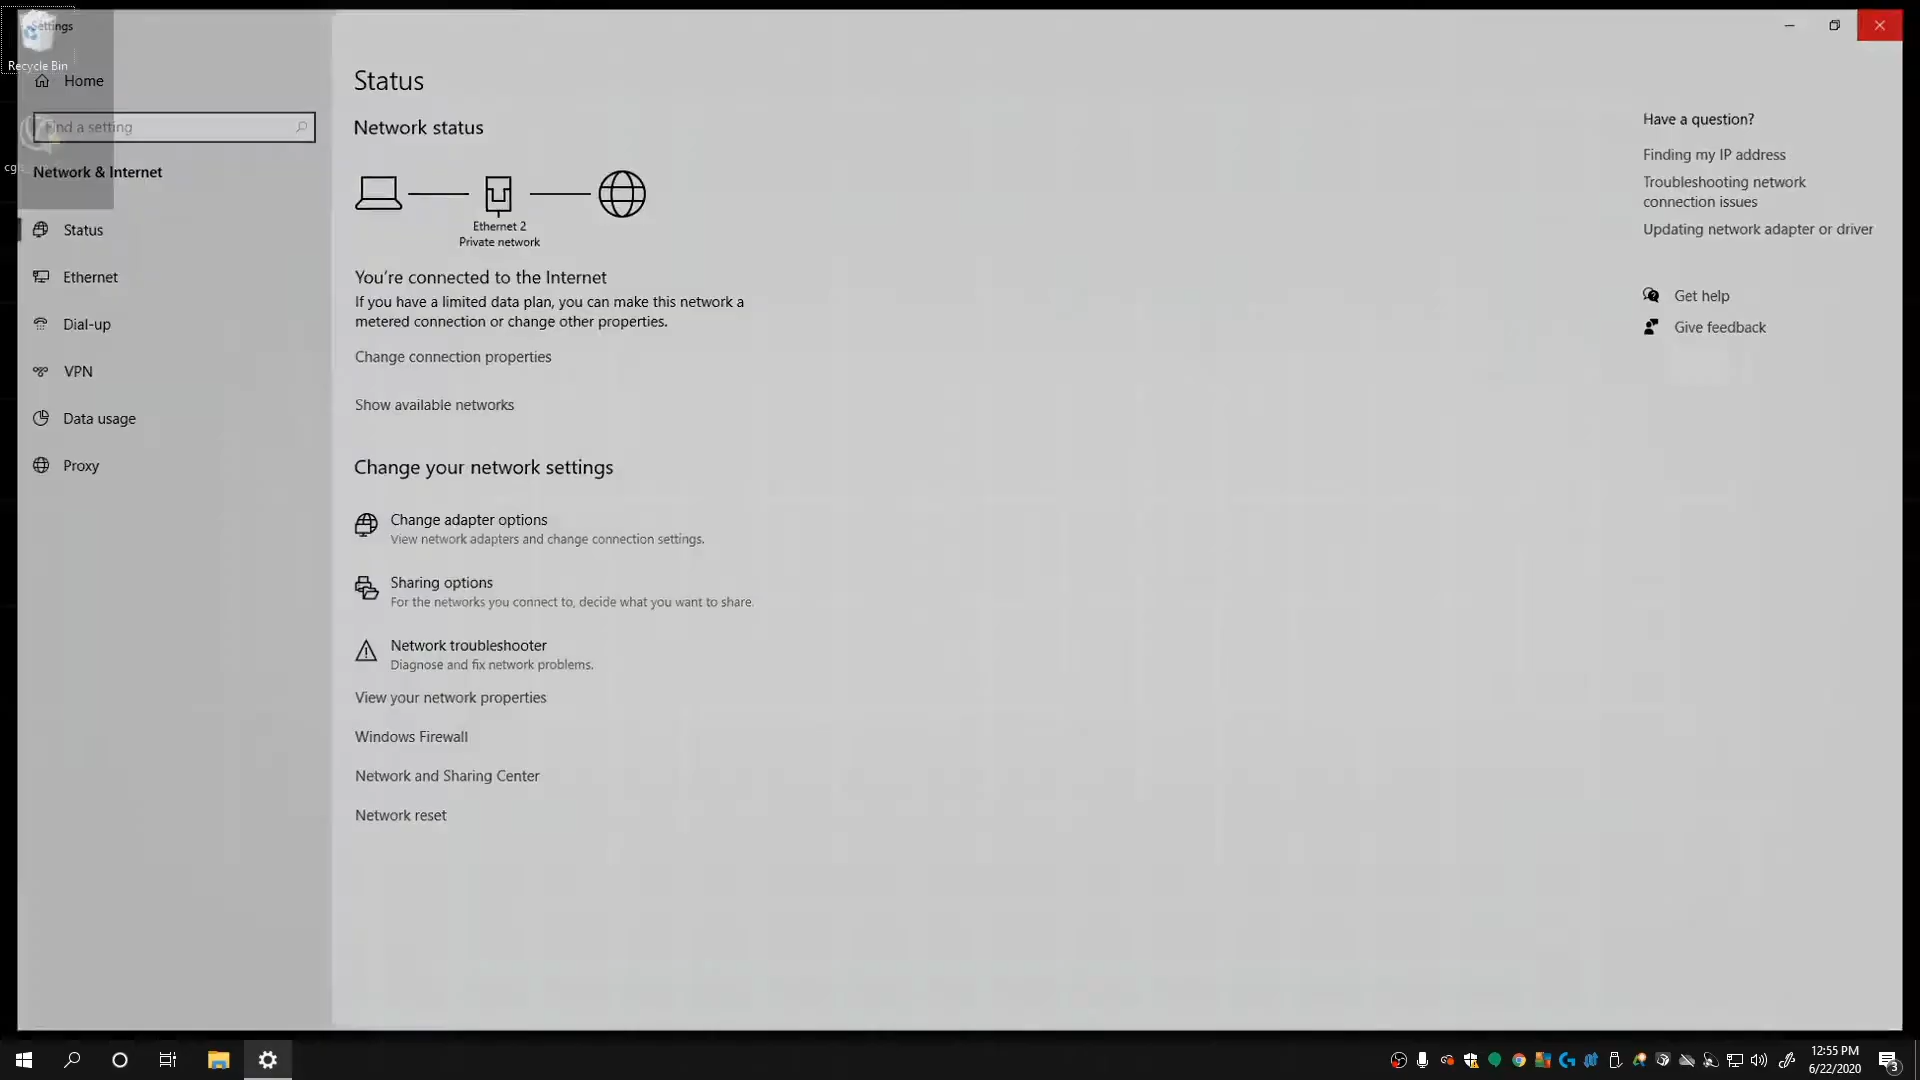 Settings
Recycle Bin
Home
Find a setting
Network & Internet
Status
Ethernet
Dial-up
VPN
Data usage
Proxy
Status
Network status
Ethernet 2
Private network
You're connected to the Internet
If you have a limited data plan, you can make this network a
metered connection or change other properties.
Change connection properties
Show available networks
Change your network settings
Change adapter options
View network adapters and change connection settings.
Sharing options
For the networks you connect to, decide what you want to share.
Network troubleshooter
Diagnose and fix network problems.
View your network properties
Windows Firewall
Network and Sharing Center
Network reset
Have a question?
Finding my IP address
Troubleshooting network
connection issues
Updating network adapter or driver
Get help
Give feedback
12:55 PM
6/22/2020
3